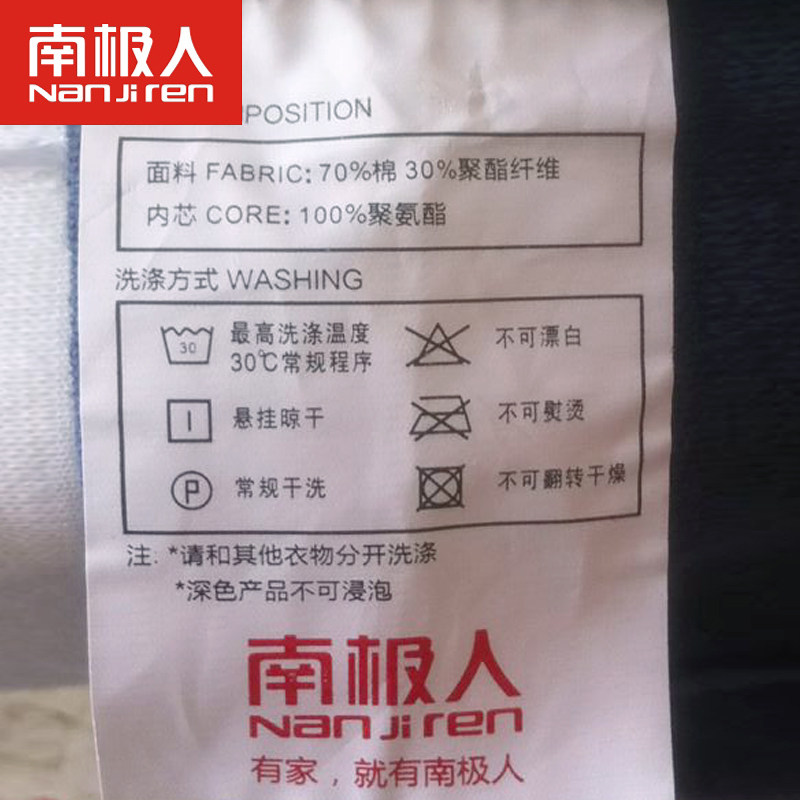 南极人
NanJiren
POSITION
面料 FABRIC: 70%棉 30%聚酯纤维
内芯 CORE: 100%聚氨酯
洗涤方式 WASHING
30 最高洗涤温度
30℃常规程序
不可漂白
悬挂晾干
不可熨烫
P 常规干洗
不可翻转干燥
注: *请和其他衣物分开洗涤
*深色产品不可浸泡
南极人
NanJiren
有家，就有南极人